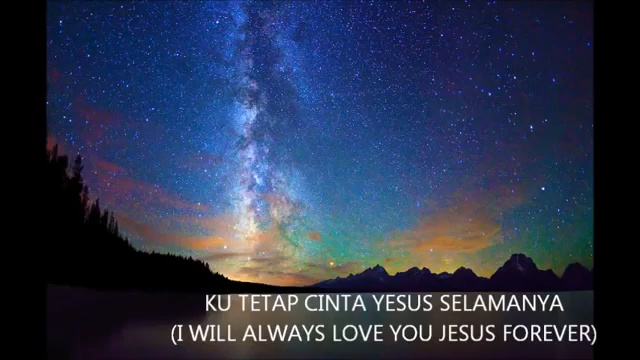 KU TETAP CINTA YESUS SELAMANYA
(I WILL ALWAYS LOVE YOU JESUS FOREVER)